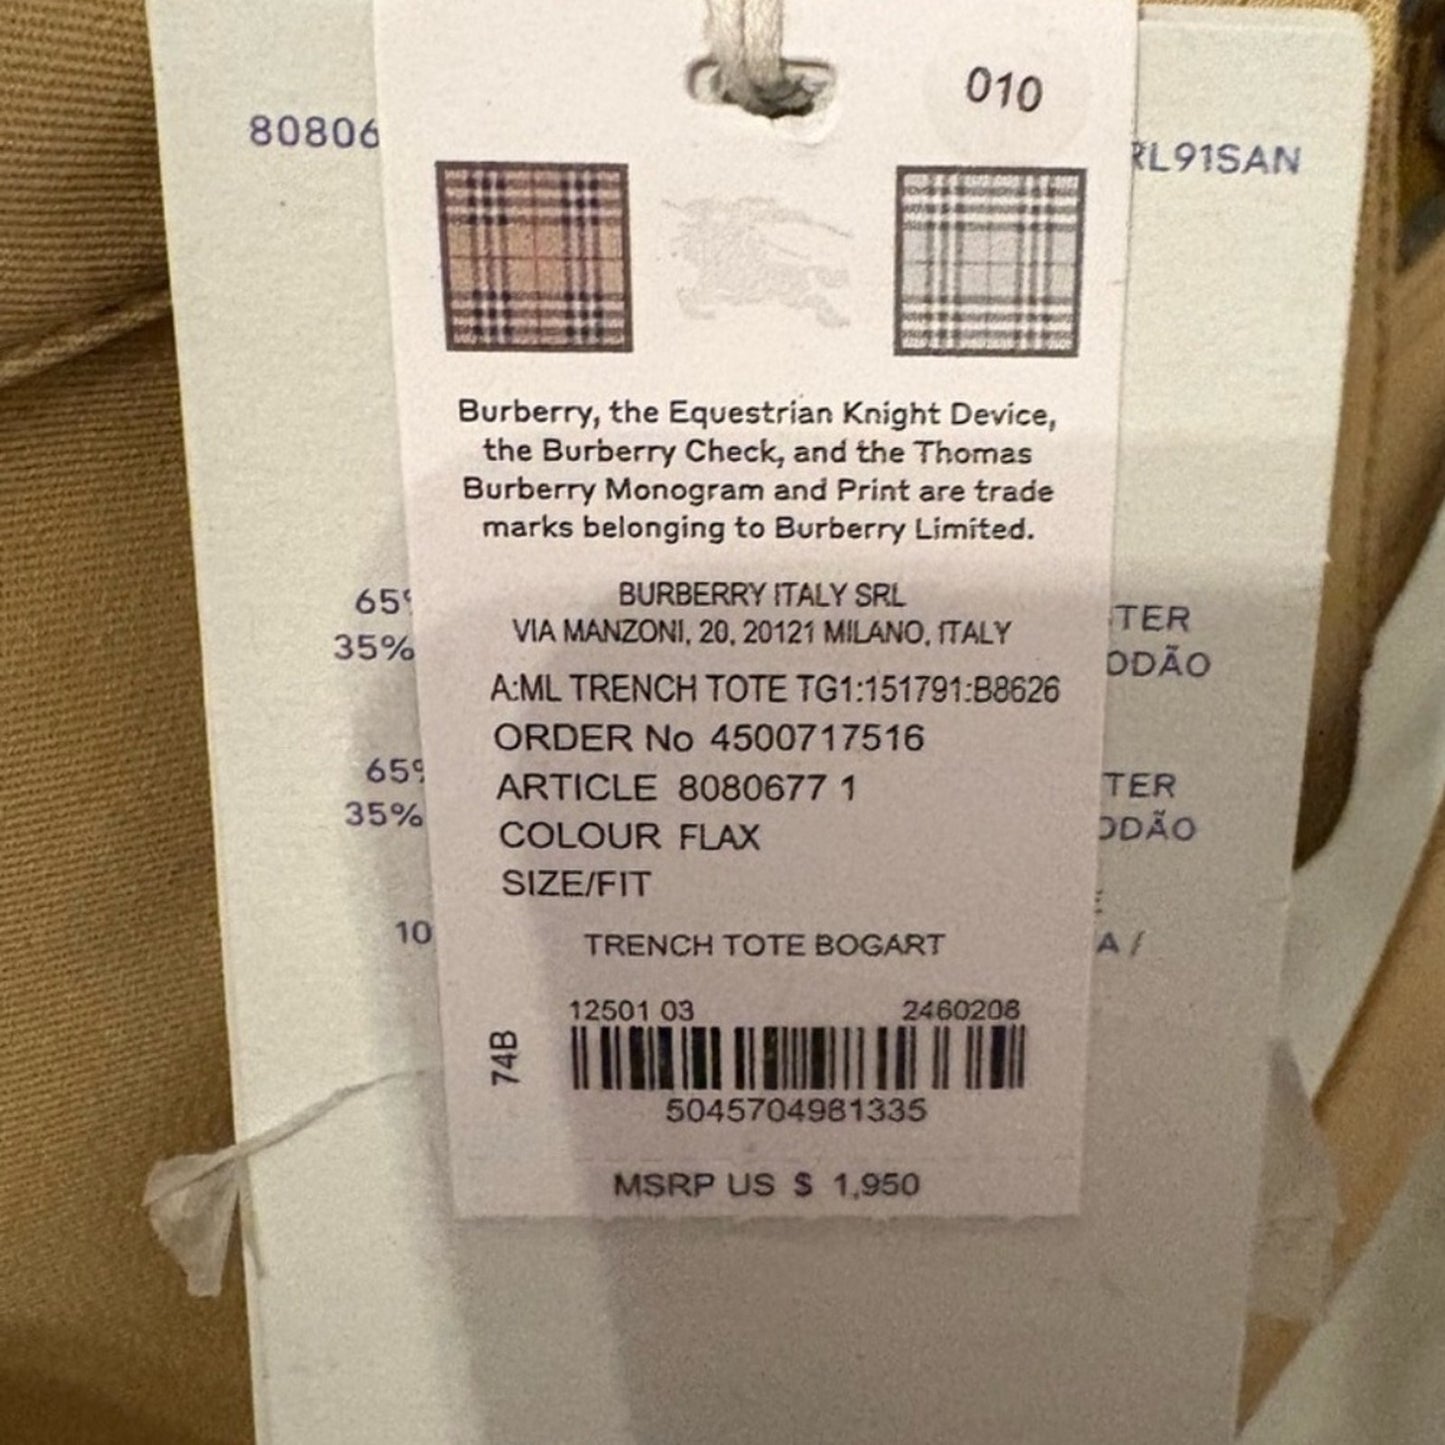 010
80806
RL91SAN
Burberry, the Equestrian Knight Device,
the Burberry Check, and the Thomas
Burberry Monogram and Print are trade
marks belonging to Burberry Limited.
BURBERRY ITALY SRL
VIA MANZONI, 20, 20121 MILANO, ITALY
65%
TER
35%
ODÃO
A:ML TRENCH TOTE TG1:151791:B8626
ORDER No 4500717516
ARTICLE 8080677 1
COLOUR FLAX
SIZE/FIT
65%
TER
35%
ODÃO
10
A /
TRENCH TOTE BOGART
12501 03 2460208
74B
5045704981335
MSRP US $ 1,950